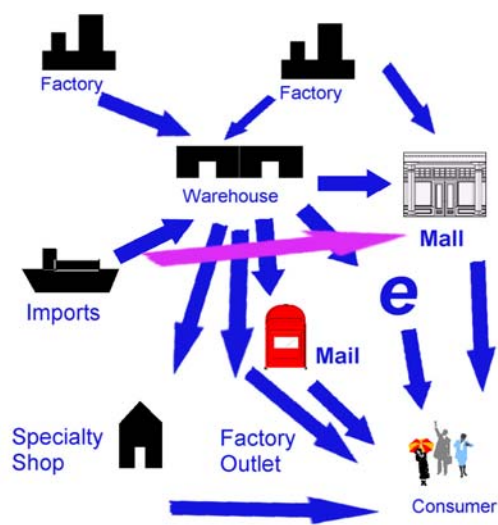 Factory
Factory
Warehouse
Mall
Imports
e
Mail
Specialty
Shop
Factory
Outlet
Consumer